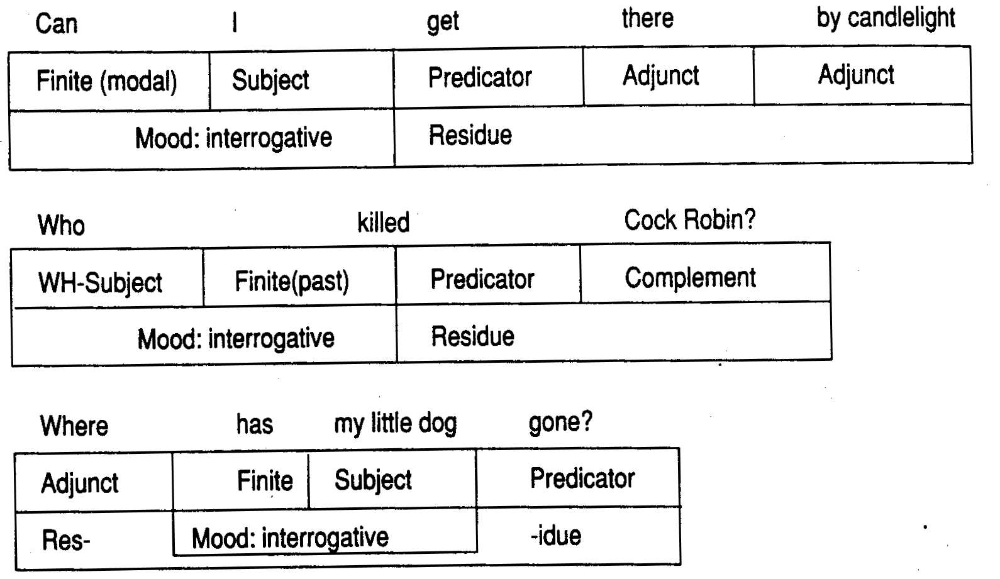 Can I get there by candlelight
Finite (modal) Subject Predicator Adjunct Adjunct
Mood: interrogative Residue
Who killed Cock Robin?
WH-Subject Finite(past) Predicator Complement
Mood: interrogative Residue
Where has my little dog gone?
Adjunct Finite Subject Predicator
Res- Mood: interrogative -idue